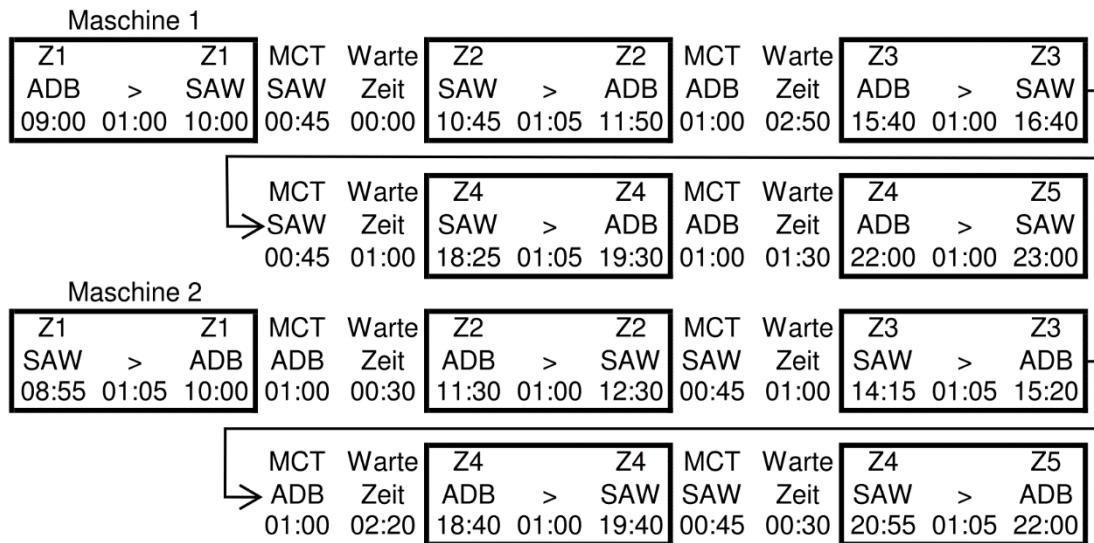 Maschine 1
Z1 Z1 MCT Warte Z2 Z2 MCT Warte Z3 Z3
ADB > SAW SAW Zeit SAW > ADB ADB Zeit ADB > SAW
09:00 01:00 10:00 00:45 00:00 10:45 01:05 11:50 01:00 02:50 15:40 01:00 16:40
MCT Warte Z4 Z4 MCT Warte Z4 Z5
SAW Zeit SAW > ADB ADB Zeit ADB > SAW
00:45 01:00 18:25 01:05 19:30 01:00 01:30 22:00 01:00 23:00
Maschine 2
Z1 Z1 MCT Warte Z2 Z2 MCT Warte Z3 Z3
SAW > ADB ADB Zeit ADB > SAW SAW Zeit SAW > ADB
08:55 01:05 10:00 01:00 00:30 11:30 01:00 12:30 00:45 01:00 14:15 01:05 15:20
MCT Warte Z4 Z4 MCT Warte Z4 Z5
ADB Zeit ADB > SAW SAW Zeit SAW > ADB
01:00 02:20 18:40 01:00 19:40 00:45 00:30 20:55 01:05 22:00